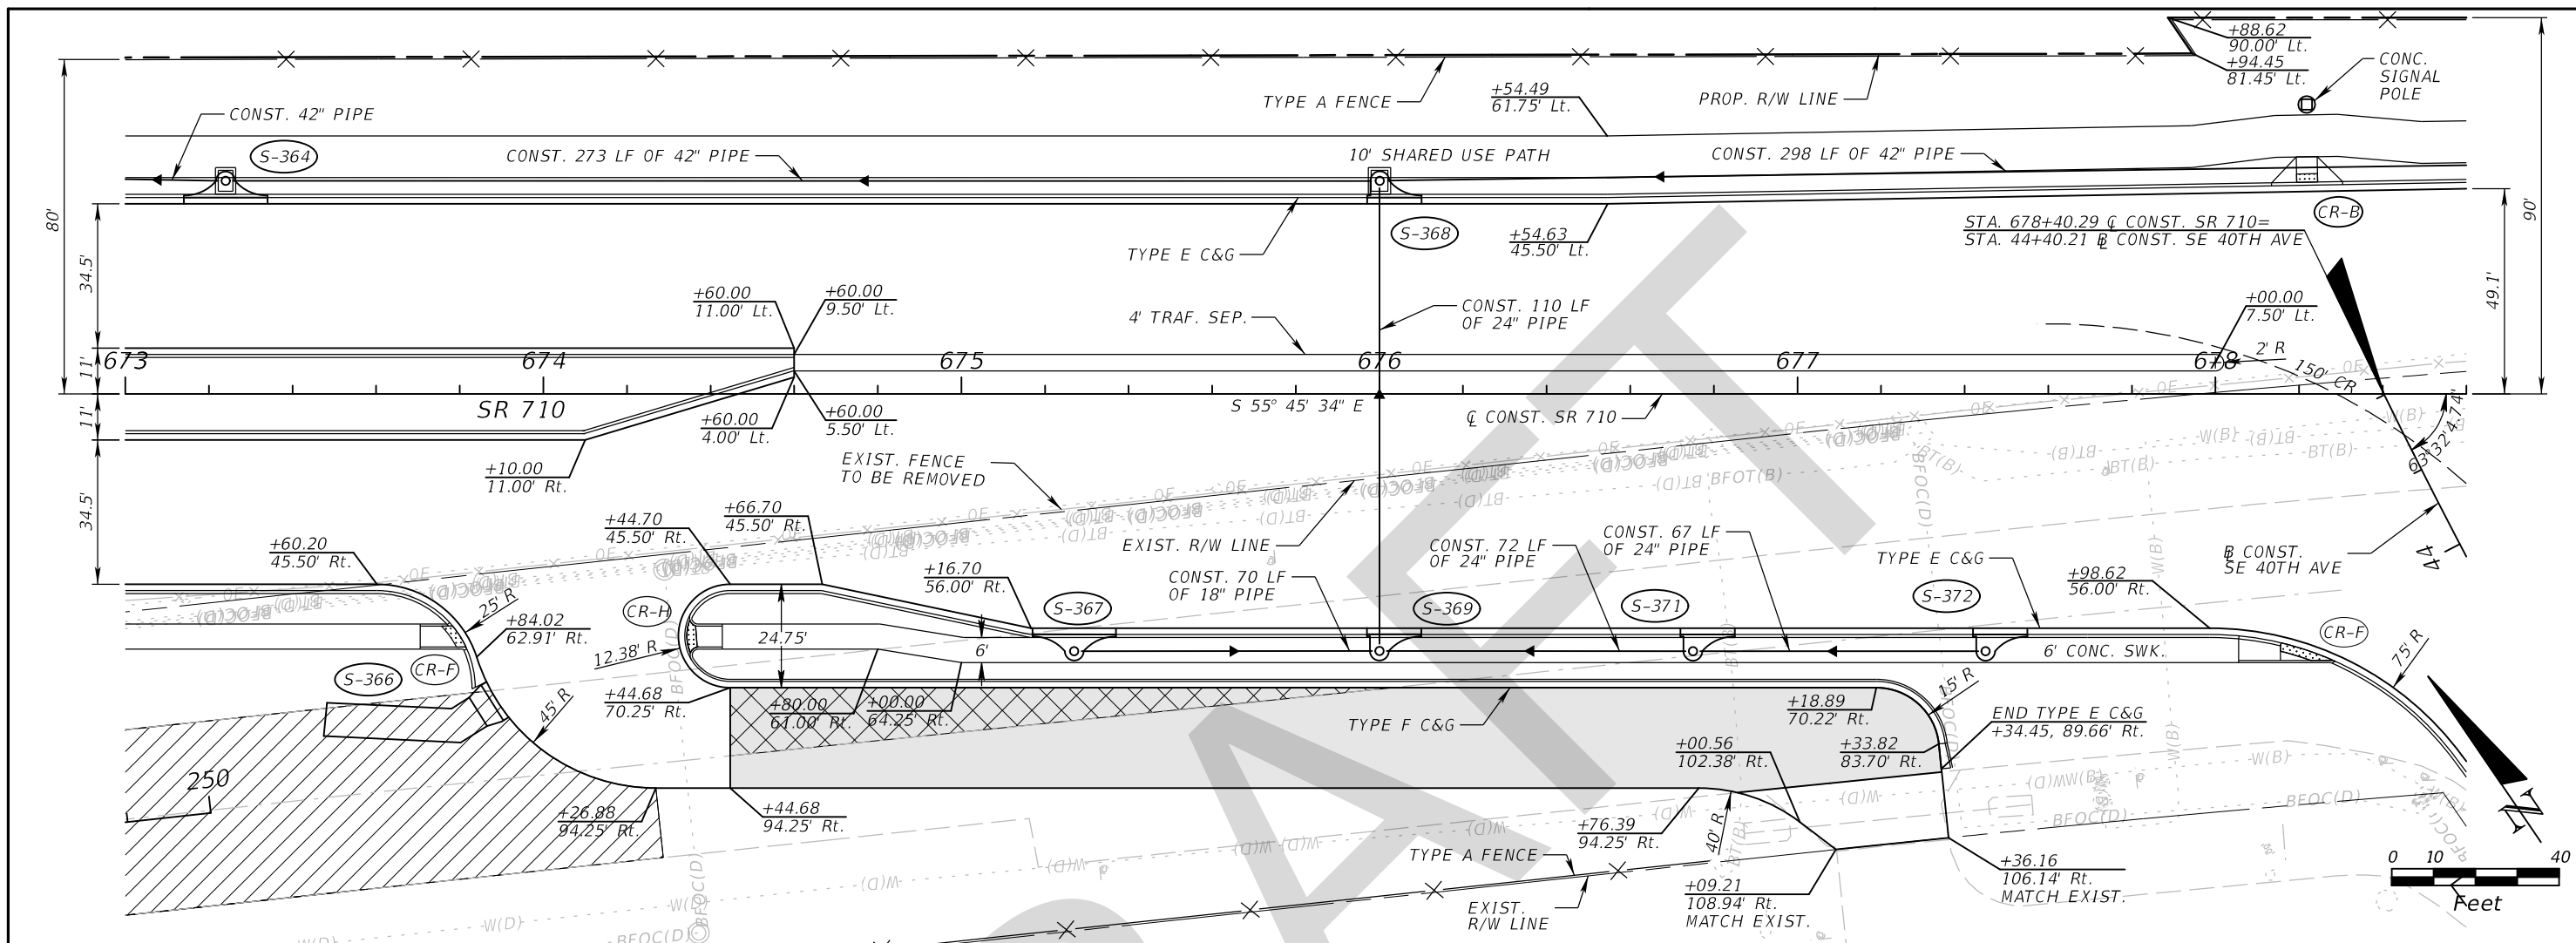 +88.62
90.00' Lt.
+94.45
81.45' Lt.
CONC.
SIGNAL
POLE
TYPE A FENCE
+54.49
61.75' Lt.
PROP. R/W LINE
CONST. 42" PIPE
S-364
CONST. 273 LF OF 42" PIPE
10' SHARED USE PATH
CONST. 298 LF OF 42" PIPE
80'
90'
34.5'
TYPE E C&G
S-368
+54.63
45.50' Lt.
STA. 678+40.29 ℄ CONST. SR 710=
STA. 44+40.21 B CONST. SE 40TH AVE
CR-B
49.1'
+60.00
11.00' Lt.
+60.00
9.50' Lt.
4' TRAF. SEP.
CONST. 110 LF
OF 24" PIPE
+00.00
7.50' Lt.
2' R
150' CR
11'
673
674
675
676
677
678
11'
SR 710
+60.00
4.00' Lt.
+60.00
5.50' Lt.
S 55° 45' 34" E
℄ CONST. SR 710
63°32'4.74"
34.5'
+10.00
11.00' Rt.
EXIST. FENCE
TO BE REMOVED
+60.20
45.50' Rt.
+44.70
45.50' Rt.
+66.70
45.50' Rt.
EXIST. R/W LINE
+16.70
56.00' Rt.
CONST. 70 LF
OF 18" PIPE
CONST. 72 LF
OF 24" PIPE
CONST. 67 LF
OF 24" PIPE
TYPE E C&G
+98.62
56.00' Rt.
B CONST.
SE 40TH AVE
44
25' R
+84.02
62.91' Rt.
CR-H
S-367
S-369
S-371
S-372
CR-F
CR-F
S-366
12.38' R
24.75'
6'
6' CONC. SWK.
75' R
45' R
+44.68
70.25' Rt.
+80.00
61.00' Rt.
+00.00
64.25' Rt.
TYPE F C&G
+18.89
70.22' Rt.
15' R
END TYPE E C&G
+34.45, 89.66' Rt.
+33.82
83.70' Rt.
+00.56
102.38' Rt.
250
+26.88
94.25' Rt.
+44.68
94.25' Rt.
+76.39
94.25' Rt.
40' R
TYPE A FENCE
EXIST.
R/W LINE
+09.21
108.94' Rt.
MATCH EXIST.
+36.16
106.14' Rt.
MATCH EXIST.
N
0 10 40
Feet
DRAFT
BFOT(B)
BT(B)
BT(B)
W(B)
W(B)
BFOC(D)
BFOC(D)
BFOC(D)